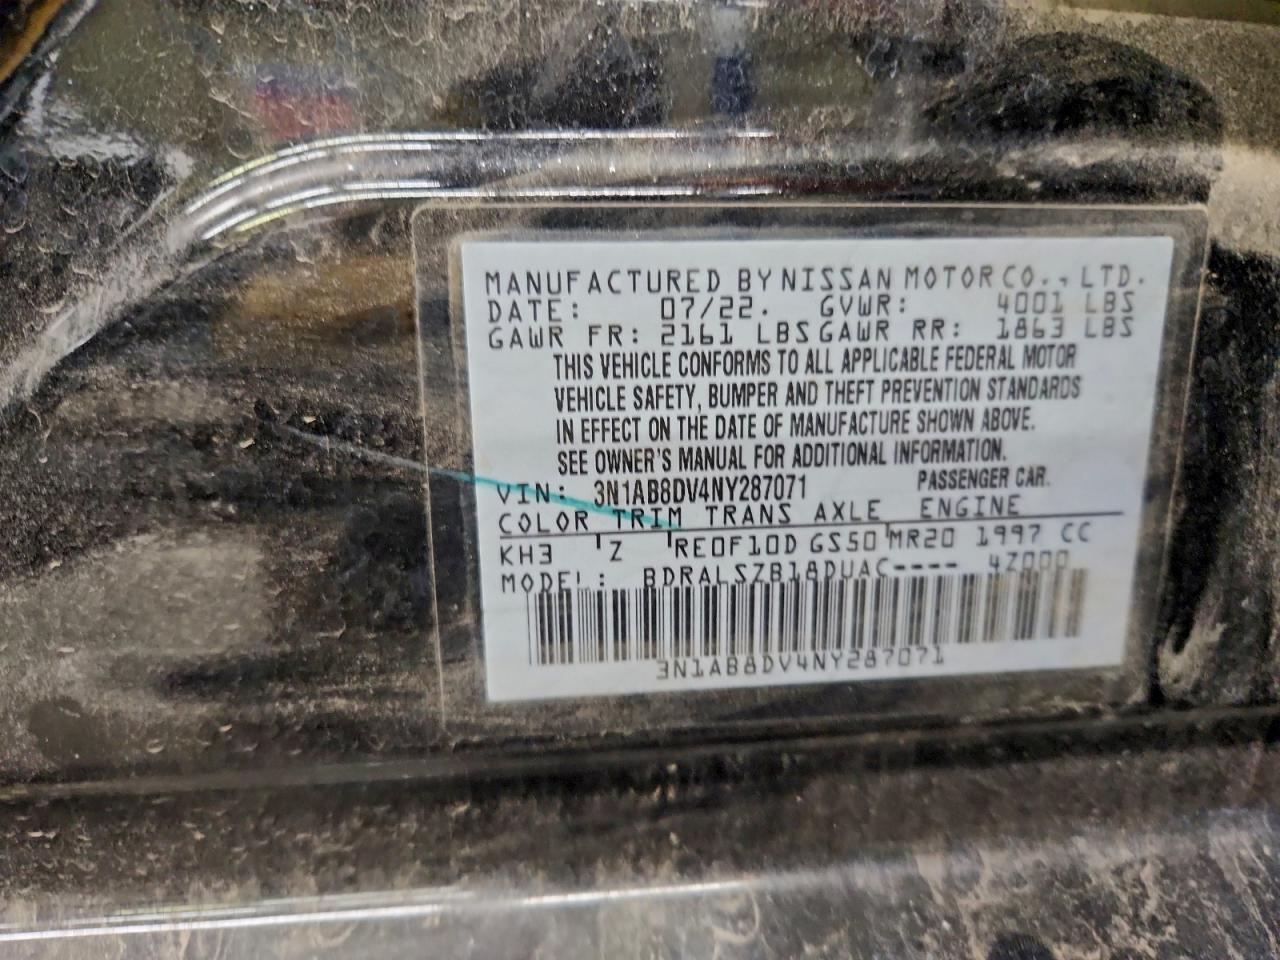 MANUFACTURED BY NISSAN MOTOR CO., LTD.
DATE: 07/22. GVWR: 4001 LBS
GAWR FR: 2161 LBS GAWR RR: 1863 LBS
THIS VEHICLE CONFORMS TO ALL APPLICABLE FEDERAL MOTOR
VEHICLE SAFETY, BUMPER AND THEFT PREVENTION STANDARDS
IN EFFECT ON THE DATE OF MANUFACTURE SHOWN ABOVE.
SEE OWNER'S MANUAL FOR ADDITIONAL INFORMATION.
VIN: 3N1AB8DV4NY287071 PASSENGER CAR.
COLOR TRIM TRANS AXLE ENGINE
KH3 Z RE0F10D GS50 MR20 1997 CC
MODEL: BDRALSZB18DUAC---- 4Z000
3N1AB8DV4NY287071